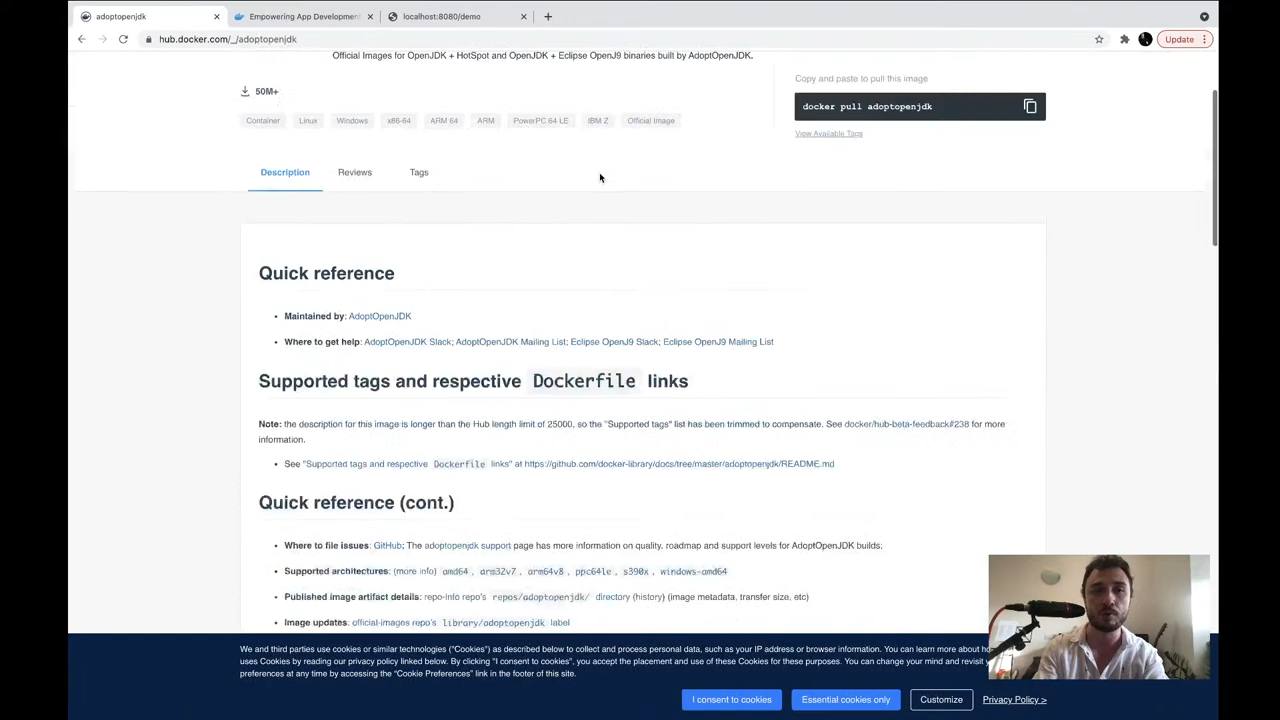 adoptopenjdk
Empowering App Developmen
localhost:8080/demo
hub.docker.com/_/adoptopenjdk
Update
Official Images for OpenJDK + HotSpot and OpenJDK + Eclipse OpenJ9 binaries built by AdoptOpenJDK.
50M+
Container Linux Windows x86-64 ARM 64 ARM PowerPC 64 LE IBM Z Official Image
Copy and paste to pull this image
docker pull adoptopenjdk
View Available Tags
Description Reviews Tags
Quick reference
• Maintained by: AdoptOpenJDK
• Where to get help: AdoptOpenJDK Slack; AdoptOpenJDK Mailing List; Eclipse OpenJ9 Slack; Eclipse OpenJ9 Mailing List
Supported tags and respective Dockerfile links
Note: the description for this image is longer than the Hub length limit of 25000, so the "Supported tags" list has been trimmed to compensate. See docker/hub-beta-feedback#238 for more
information.
• See "Supported tags and respective Dockerfile links" at https://github.com/docker-library/docs/tree/master/adoptopenjdk/README.md
Quick reference (cont.)
• Where to file issues: GitHub; The adoptopenjdk support page has more information on quality, roadmap and support levels for AdoptOpenJDK builds;
• Supported architectures: (more info) amd64, arm32v7, arm64v8, ppc64le, s390x, windows-amd64
• Published image artifact details: repo-info repo's repos/adoptopenjdk/ directory (history) (image metadata, transfer size, etc)
• Image updates: official-images repo's library/adoptopenjdk label
We and third parties use cookies or similar technologies ("Cookies") as described below to collect and process personal data, such as your IP address or browser information. You can learn more about ho
uses Cookies by reading our privacy policy linked below. By clicking "I consent to cookies", you accept the placement and use of these Cookies for these purposes. You can change your mind and revisit
preferences at any time by accessing the "Cookie Preferences" link in the footer of this site.
I consent to cookies Essential cookies only Customize Privacy Policy >